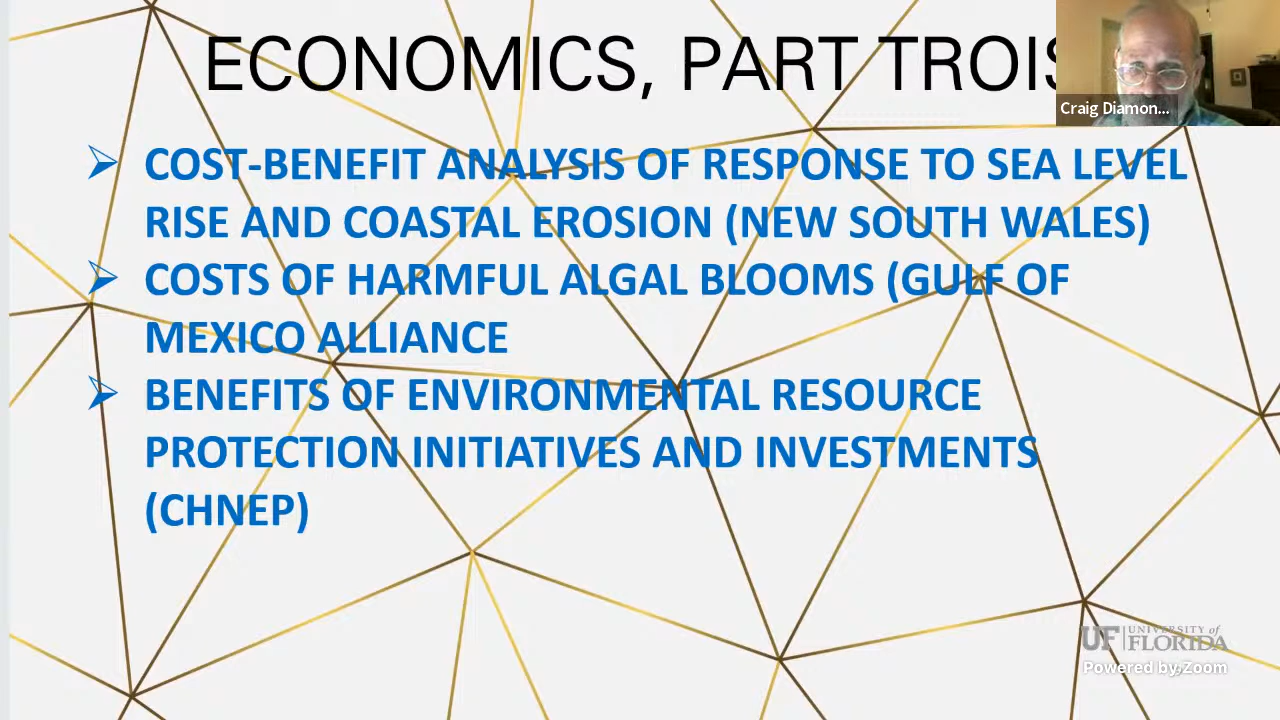 ECONOMICS, PART TROIS
Craig Diamon...
COST-BENEFIT ANALYSIS OF RESPONSE TO SEA LEVEL
RISE AND COASTAL EROSION (NEW SOUTH WALES)
COSTS OF HARMFUL ALGAL BLOOMS (GULF OF
MEXICO ALLIANCE
BENEFITS OF ENVIRONMENTAL RESOURCE
PROTECTION INITIATIVES AND INVESTMENTS
(CHNEP)
UF UNIVERSITY of
FLORIDA
Powered by Zoom